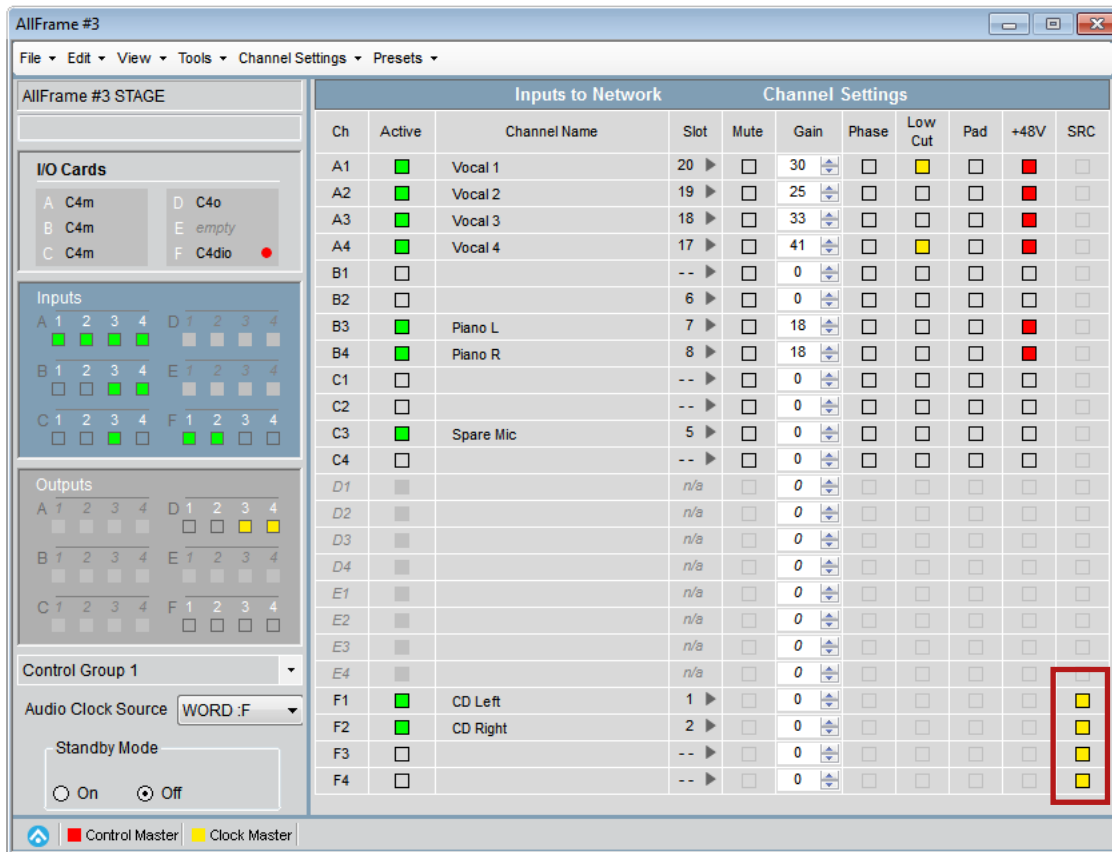 AllFrame #3
File Edit View Tools Channel Settings Presets
AllFrame #3 STAGE
I/O Cards
A C4m D C4o
B C4m E empty
C C4m F C4dio
Inputs
A 1 2 3 4 D 1 2 3 4
B 1 2 3 4 E 1 2 3 4
C 1 2 3 4 F 1 2 3 4
Outputs
A 1 2 3 4 D 1 2 3 4
B 1 2 3 4 E 1 2 3 4
C 1 2 3 4 F 1 2 3 4
Control Group 1
Audio Clock Source WORD :F
Standby Mode
On Off
Inputs to Network Channel Settings
Ch Active Channel Name Slot Mute Gain Phase Low Cut Pad +48V SRC
A1 Vocal 1 20 30
A2 Vocal 2 19 25
A3 Vocal 3 18 33
A4 Vocal 4 17 41
B1 -- 0
B2 6 0
B3 Piano L 7 18
B4 Piano R 8 18
C1 -- 0
C2 -- 0
C3 Spare Mic 5 0
C4 -- 0
D1 n/a 0
D2 n/a 0
D3 n/a 0
D4 n/a 0
E1 n/a 0
E2 n/a 0
E3 n/a 0
E4 n/a 0
F1 CD Left 1 0
F2 CD Right 2 0
F3 -- 0
F4 -- 0
Control Master Clock Master